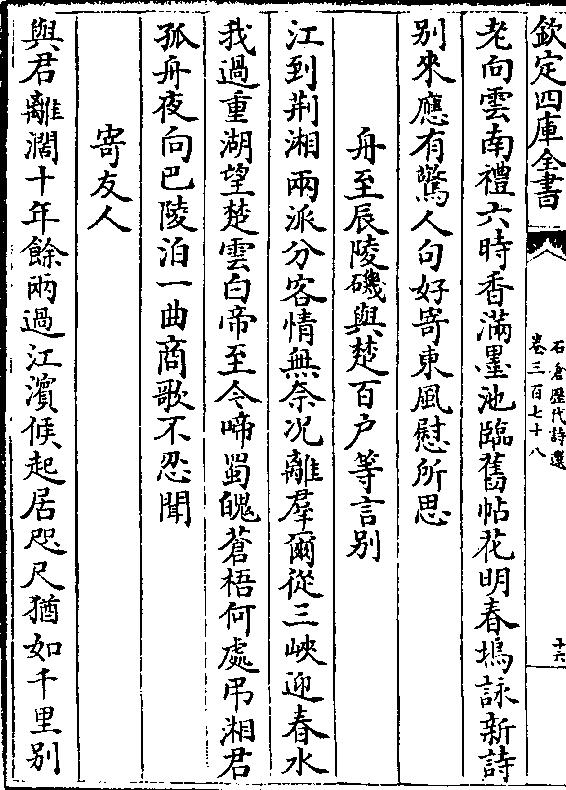 欽定四庫全書
石倉歷代詩選
卷三百七十八
十六
老向雲南禮六時香滿墨池臨舊帖花明春塢詠新詩
別來應有驚人句好寄東風慰所思
舟至辰陵磯與楚百户等言别
江到荆湘兩派分客情無奈况離羣爾從三峽迎春水
我過重湖望楚雲白帝至今啼蜀魄蒼梧何處弔湘君
孤舟夜向巴陵泊一曲商歌不忍聞
寄友人
與君離濶十年餘兩過江濱候起居咫尺猶如千里别